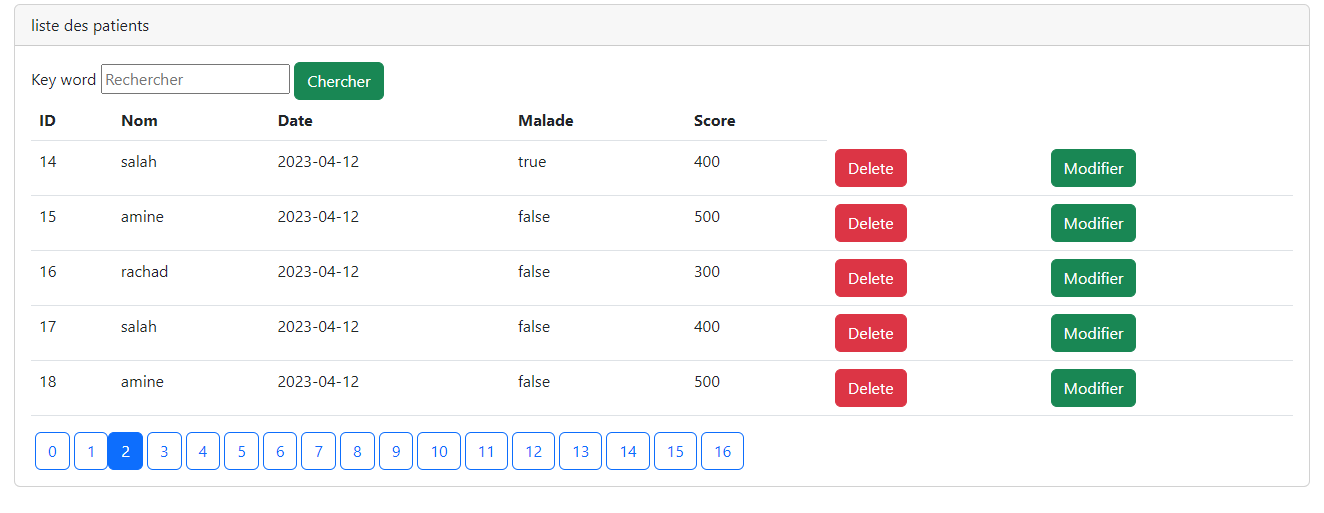 liste des patients
Key word Rechercher Chercher
ID Nom Date Malade Score
14 salah 2023-04-12 true 400 Delete Modifier
15 amine 2023-04-12 false 500 Delete Modifier
16 rachad 2023-04-12 false 300 Delete Modifier
17 salah 2023-04-12 false 400 Delete Modifier
18 amine 2023-04-12 false 500 Delete Modifier
0 1 2 3 4 5 6 7 8 9 10 11 12 13 14 15 16